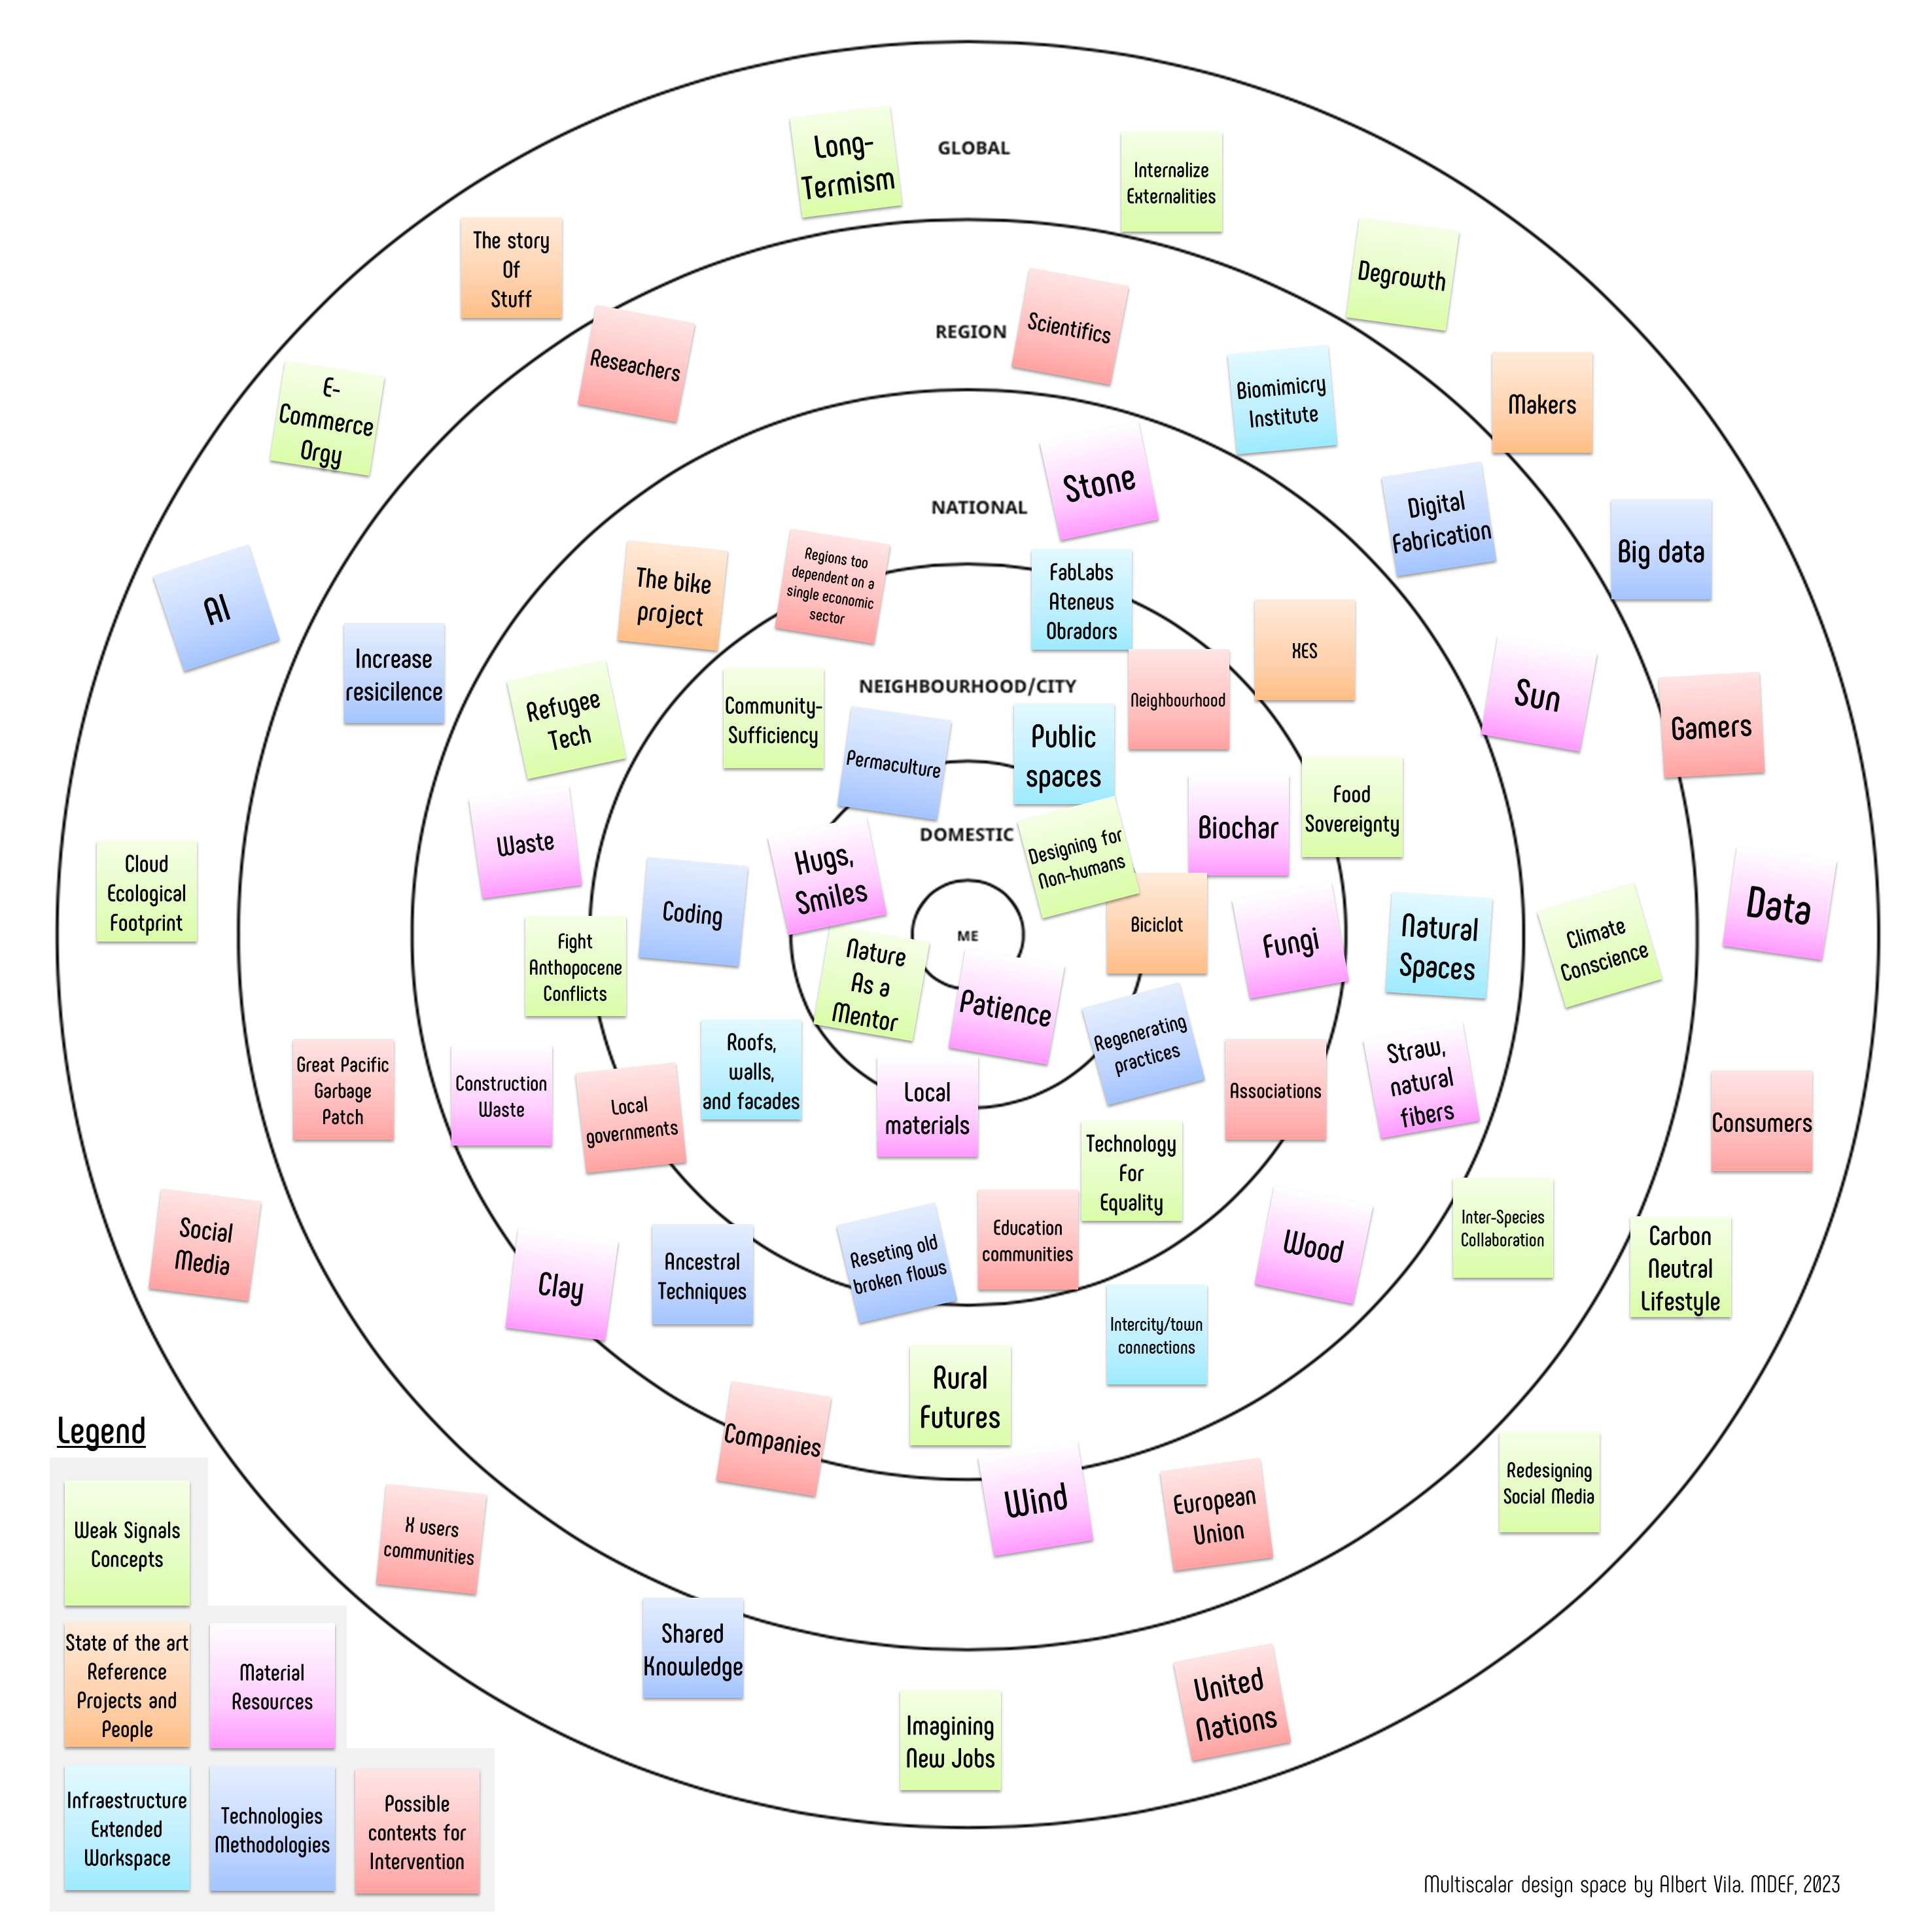 GLOBAL
Long-
Termism
Internalize
Externalities
The story
Of
Stuff
Degrowth
REGION
Scientifics
Reseachers
Biomimicry
Institute
Makers
E-
Commerce
Orgy
NATIONAL
Stone
Digital
Fabrication
Big data
AI
Increase
resicilence
The bike
project
Regions too
dependent on a
single economic
sector
FabLabs
Ateneus
Obradors
XES
Sun
Gamers
Refugee
Tech
Community-
Sufficiency
NEIGHBOURHOOD/CITY
Neighbourhood
Permaculture
Public
spaces
Waste
DOMESTIC
Hugs,
Smiles
Designing for
Non-humans
Biochar
Food
Sovereignty
Cloud
Ecological
Footprint
Coding
ME
Biciclot
Fungi
Natural
Spaces
Climate
Conscience
Data
Fight
Anthopocene
Conflicts
Nature
As a
Mentor
Patience
Regenerating
practices
Great Pacific
Garbage
Patch
Construction
Waste
Local
governments
Roofs,
walls,
and facades
Local
materials
Associations
Straw,
natural
fibers
Consumers
Technology
For
Equality
Social
Media
Clay
Ancestral
Techniques
Reseting old
broken flows
Education
communities
Wood
Inter-Species
Collaboration
Carbon
Neutral
Lifestyle
Intercity/town
connections
Rural
Futures
Companies
Wind
European
Union
Redesigning
Social Media
X users
communities
Shared
Knowledge
United
Nations
Imagining
New Jobs
Legend
Weak Signals
Concepts
State of the art
Reference
Projects and
People
Material
Resources
Infraestructure
Extended
Workspace
Technologies
Methodologies
Possible
contexts for
Intervention
Multiscalar design space by Albert Vila. MDEF, 2023